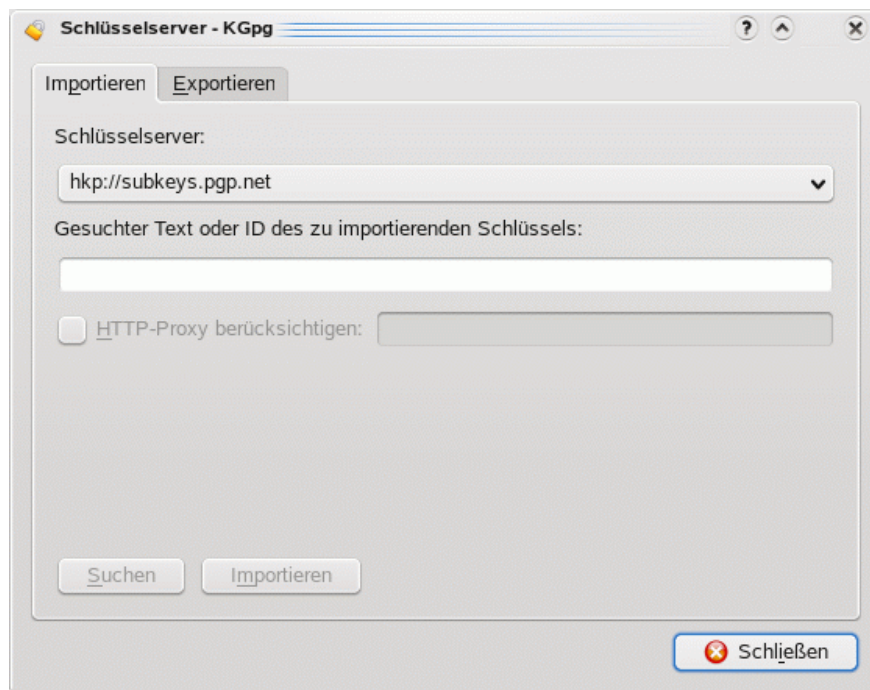 Schlüsselserver - KGpg
Importieren Exportieren
Schlüsselserver:
hkp://subkeys.pgp.net
Gesuchter Text oder ID des zu importierenden Schlüssels:
HTTP-Proxy berücksichtigen:
Suchen Importieren
Schließen